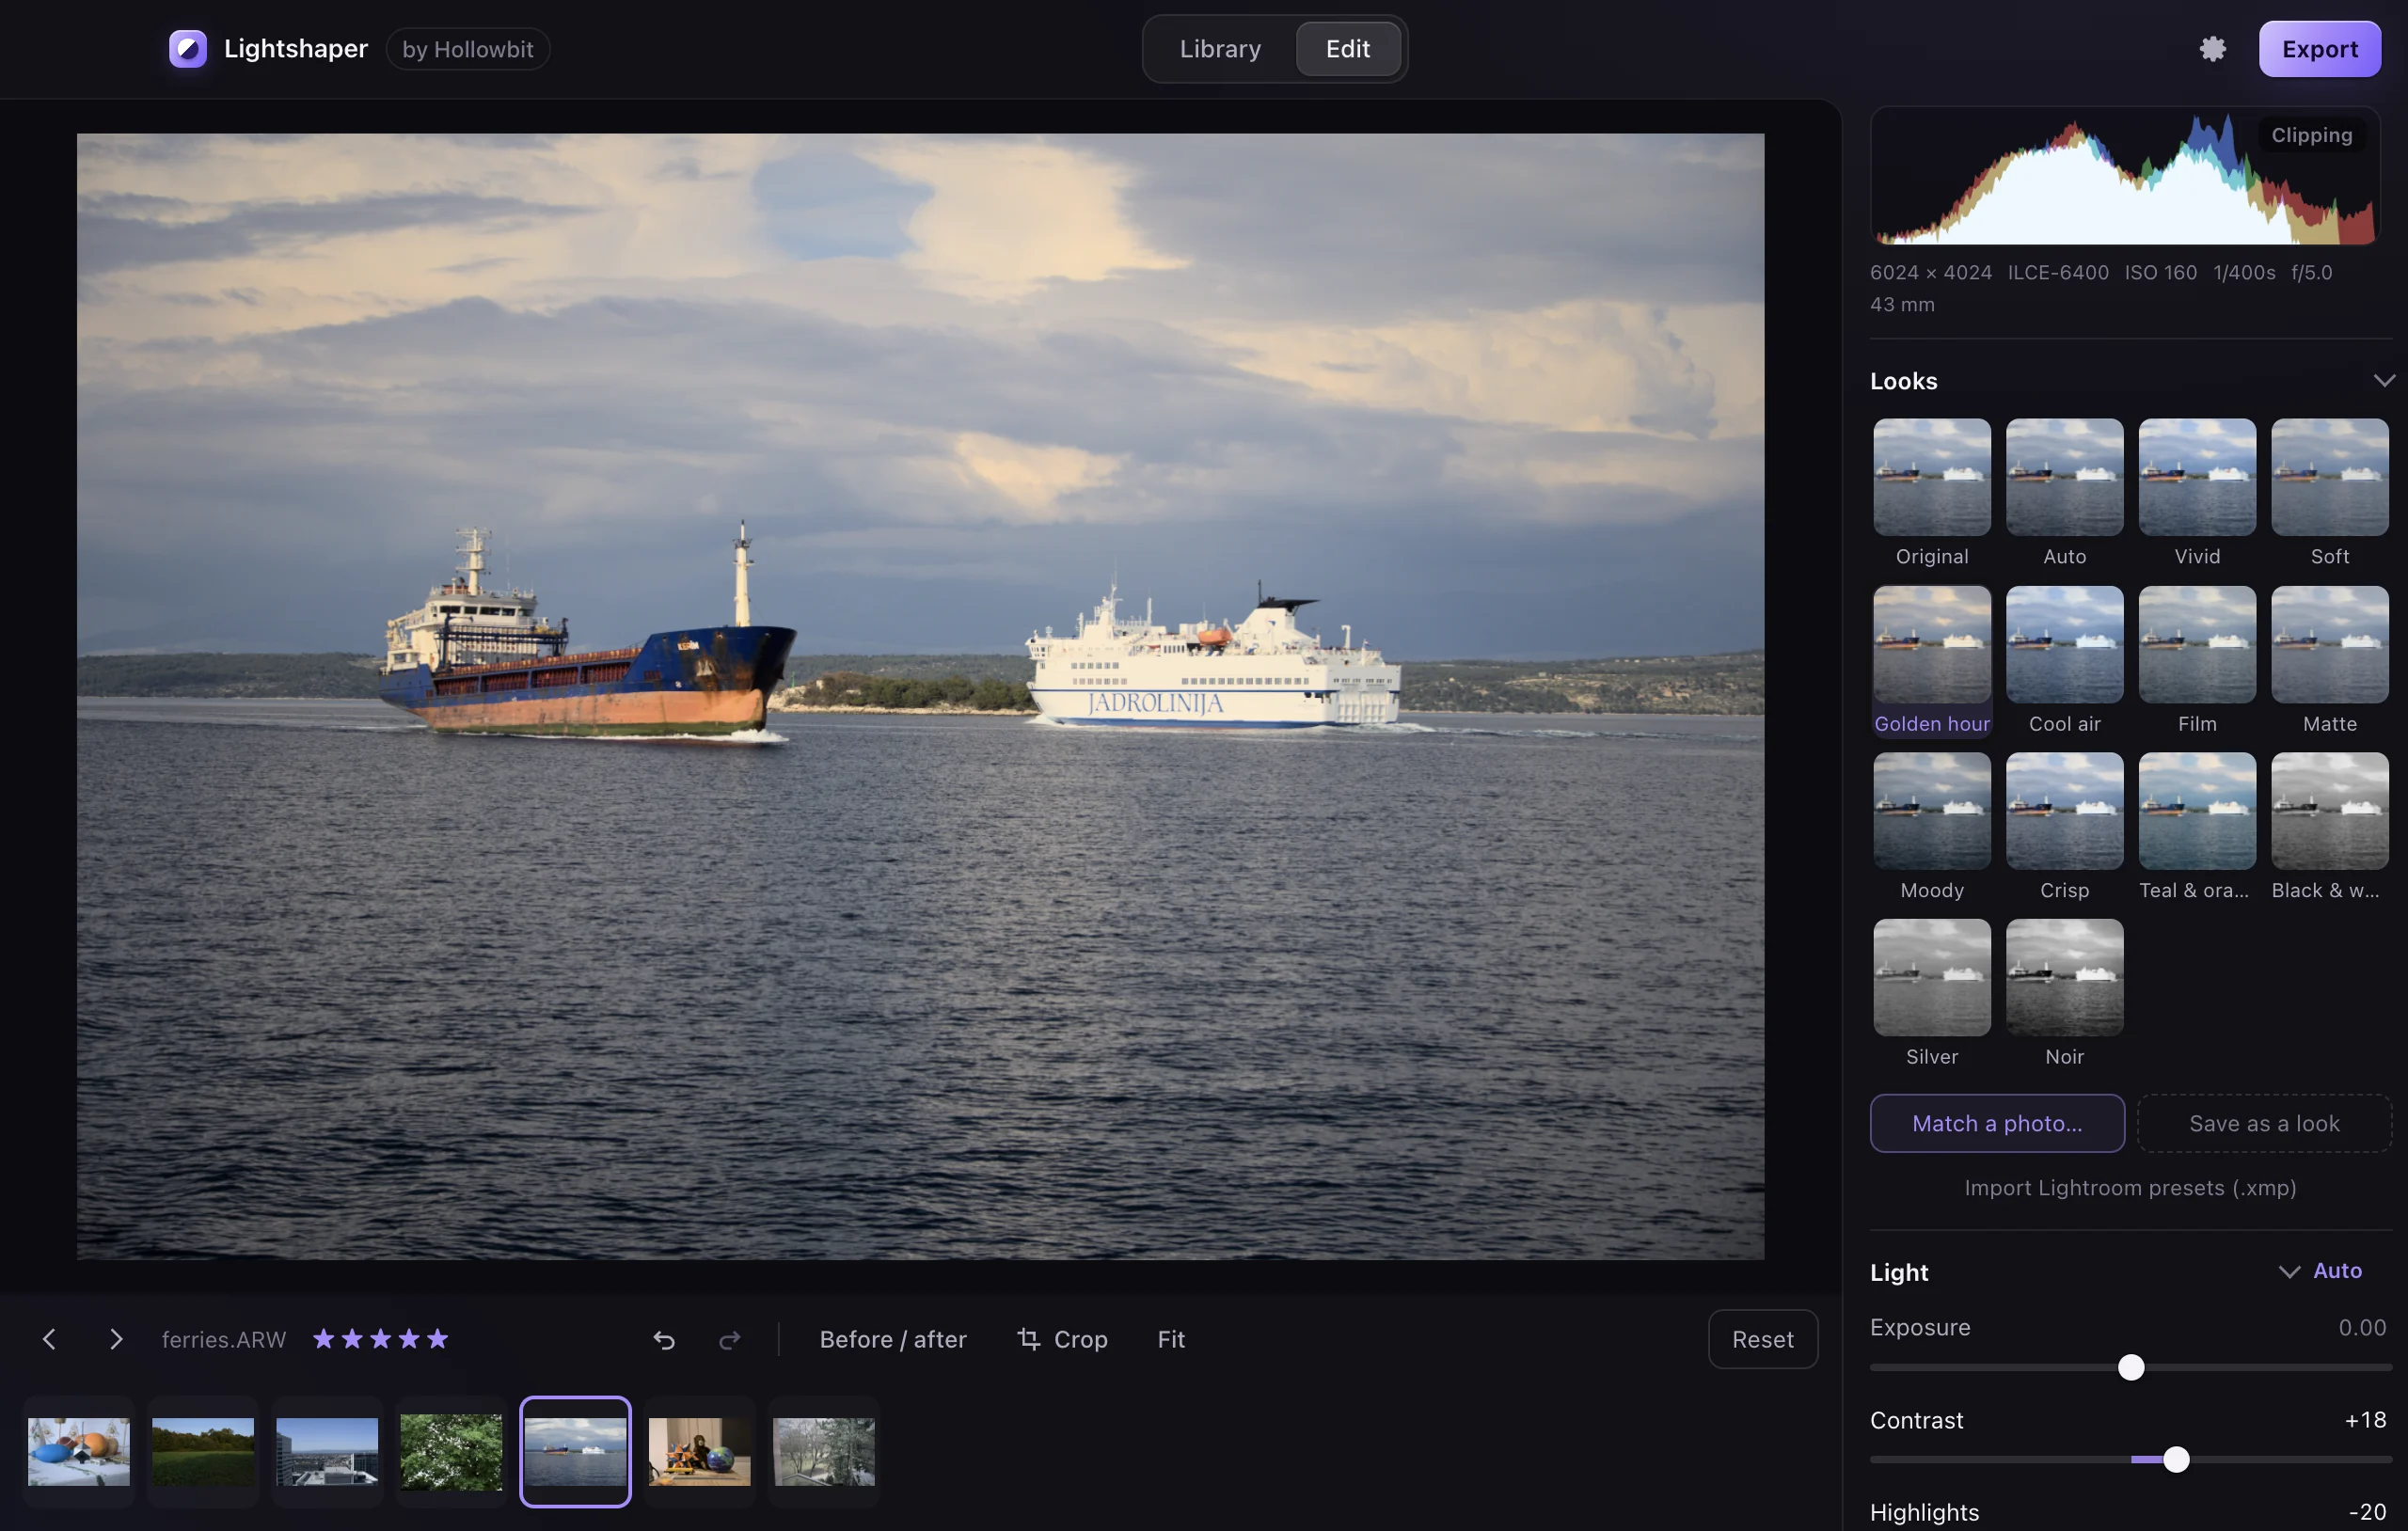 Lightshaper
by Hollowbit
Library
Edit
Export
Clipping
6024 × 4024 ILCE-6400 ISO 160 1/400s f/5.0
43 mm
JADROLINIJA
Looks
Original
Auto
Vivid
Soft
Golden hour
Cool air
Film
Matte
Moody
Crisp
Teal & ora...
Black & w...
Silver
Noir
Match a photo...
Save as a look
Import Lightroom presets (.xmp)
Light
Auto
Exposure
0.00
Contrast
+18
Highlights
-20
ferries.ARW
Before / after
Crop
Fit
Reset